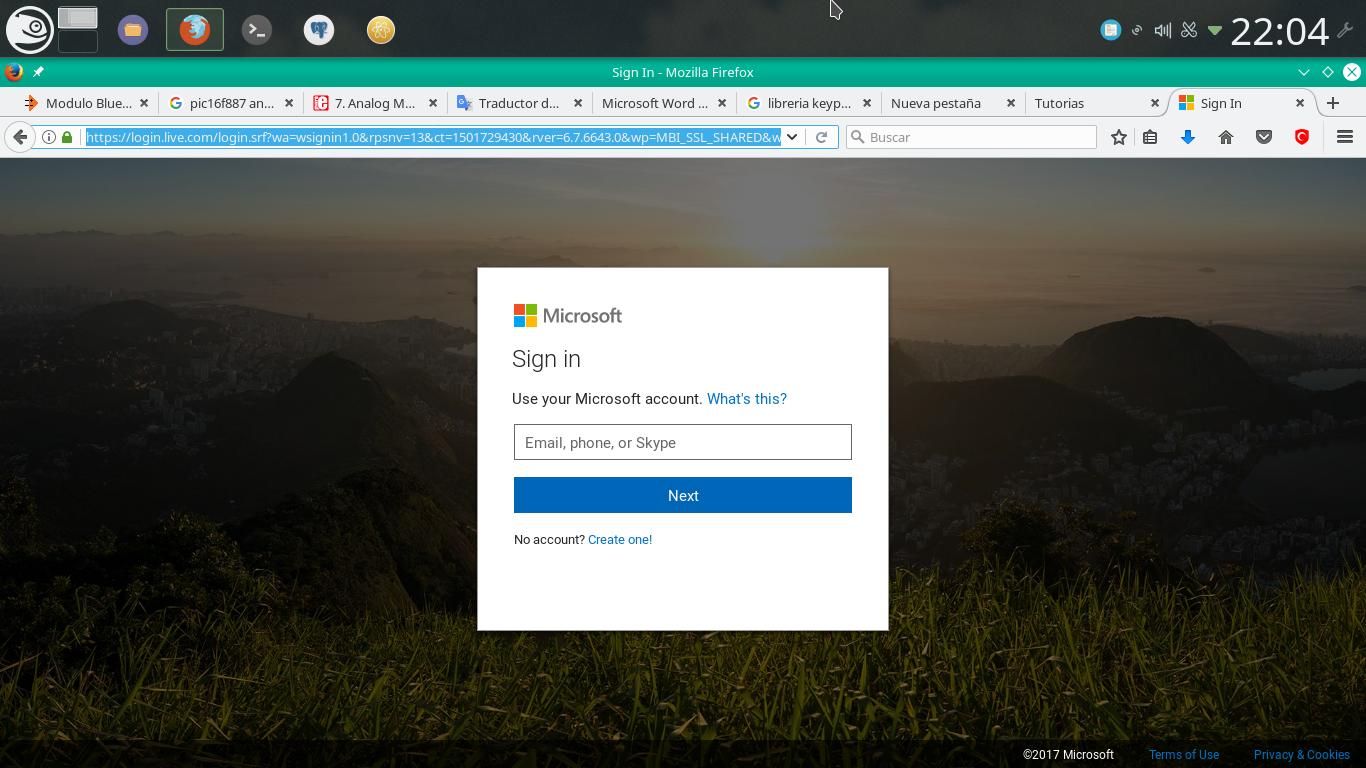 22:04
Sign In - Mozilla Firefox
Modulo Blue...
pic16f887 an...
7. Analog M...
Traductor d...
Microsoft Word ...
libreria keyp...
Nueva pestaña
Tutorias
Sign In
https://login.live.com/login.srf?wa=wsignin1.0&rpsnv=13&ct=1501729430&rver=6.7.6643.0&wp=MBI_SSL_SHARED&w
Buscar
Microsoft
Sign in
Use your Microsoft account. What's this?
Email, phone, or Skype
Next
No account? Create one!
©2017 Microsoft
Terms of Use
Privacy & Cookies